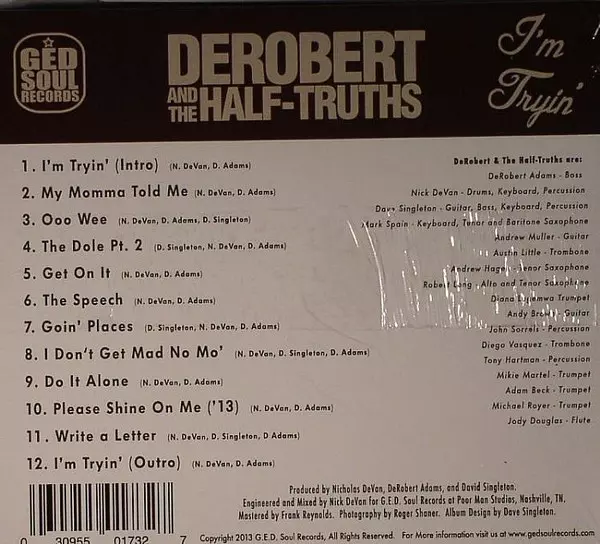 GED
SOUL
RECORDS
DEROBERT
AND THE HALF-TRUTHS
I'm
Tryin'
1. I'm Tryin' (Intro) (N. DeVan, D. Adams)
2. My Momma Told Me (N. DeVan, D. Adams)
3. Ooo Wee (N. DeVan, D. Adams, D. Singleton)
4. The Dole Pt. 2 (D. Singleton, N. DeVan, D. Adams)
5. Get On It (N. DeVan, D. Adams)
6. The Speech (N. DeVan, D. Adams)
7. Goin' Places (D. Singleton, N. DeVan, D. Adams)
8. I Don't Get Mad No Mo' (N. DeVan, D. Singleton, D. Adams)
9. Do It Alone (N. DeVan, D. Adams)
10. Please Shine On Me ('13) (N. DeVan, D. Adams)
11. Write a Letter (N. DeVan, D. Singleton, D. Adams)
12. I'm Tryin' (Outro) (N. DeVan, D. Adams)
DeRobert & The Half-Truths are:
DeRobert Adams - Boss
Nick DeVan - Drums, Keyboard, Percussion
Dave Singleton - Guitar, Bass, Keyboard, Percussion
Mark Spain - Keyboard, Tenor and Baritone Saxophone
Andrew Muller - Guitar
Austin Little - Trombone
Andrew Hagen - Tenor Saxophone
Robert Long - Alto and Tenor Saxophone
Diana Trumpet
Andy - Guitar
John Sorrels - Percussion
Diego Vasquez - Trombone
Tony Hartman - Percussion
Mikie Martel - Trumpet
Adam Beck - Trumpet
Michael Royer - Trumpet
Jody Douglas - Flute
Produced by Nicholas DeVan, DeRobert Adams, and David Singleton.
Engineered and Mixed by Nick DeVan for G.E.D. Soul Records at Poor Man Studios, Nashville, TN.
Mastered by Frank Reynolds. Photography by Roger Shaner. Album Design by Dave Singleton.
Copyright 2013 G.E.D. Soul Records, All Rights Reserved. For More information visit us at www.gedsoulrecords.com
0 30955 01732 7